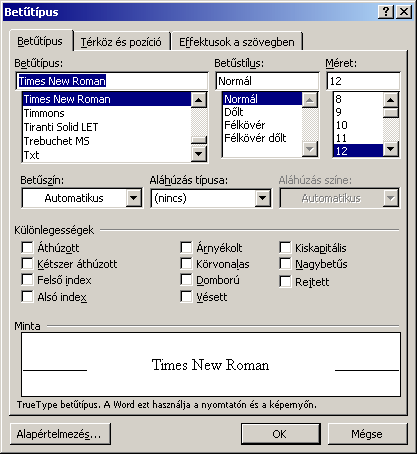 Betűtípus
Betűtípus Térköz és pozíció Effektusok a szövegben
Betűtípus: Betűstílus: Méret:
Times New Roman Normál 12
Times New Roman Normál 8
Timmons Dőlt 9
Tiranti Solid LET Félkövér 10
Trebuchet MS Félkövér dőlt 11
Txt 12
Betűszín: Aláhúzás típusa: Aláhúzás színe:
Automatikus (nincs) Automatikus
Különlegességek
Áthúzott Árnyékolt Kiskapitális
Kétszer áthúzott Körvonalas Nagybetűs
Felső index Domború Rejtett
Alsó index Vésett
Minta
Times New Roman
TrueType betűtípus. A Word ezt használja a nyomtatón és a képernyőn.
Alapértelmezés... OK Mégse